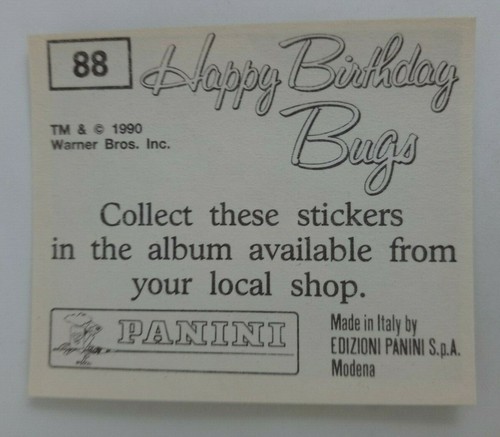 88
Happy Birthday
Bugs
TM & © 1990
Warner Bros. Inc.
Collect these stickers
in the album available from
your local shop.
PANINI
Made in Italy by
EDIZIONI PANINI S.p.A.
Modena